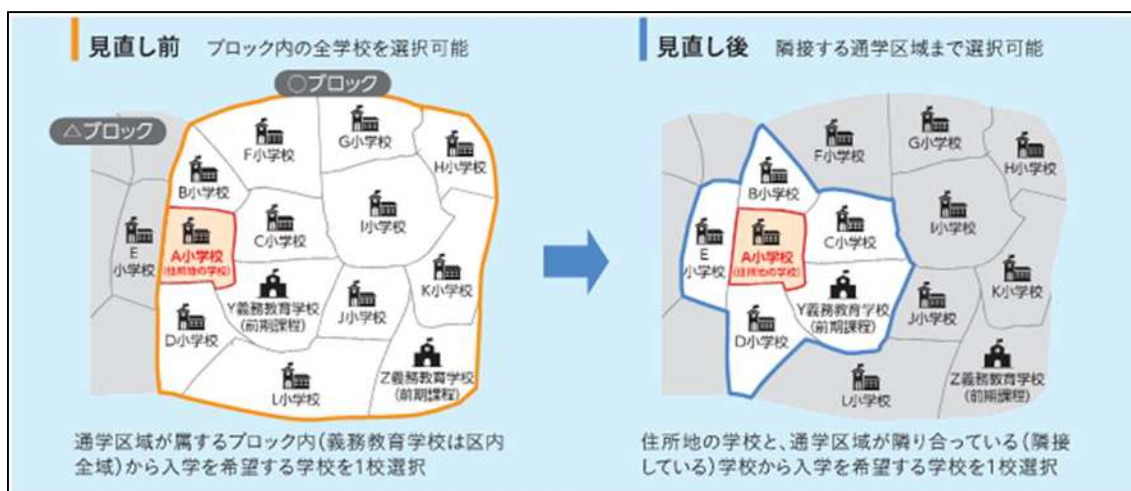 見直し前 ブロック内の全学校を選択可能
○ブロック
△ブロック
F小学校
G小学校
H小学校
B小学校
I小学校
C小学校
A小学校
(住所地の学校)
E
小学校
K小学校
Y義務教育学校
(前期課程)
J小学校
D小学校
Z義務教育学校
(前期課程)
L小学校
通学区域が属するブロック内(義務教育学校は区内
全域)から入学を希望する学校を1校選択
見直し後 隣接する通学区域まで選択可能
F小学校
G小学校
H小学校
B小学校
I小学校
C小学校
A小学校
(住所地の学校)
E
小学校
K小学校
Y義務教育学校
(前期課程)
J小学校
D小学校
Z義務教育学校
(前期課程)
L小学校
住所地の学校と、通学区域が隣り合っている(隣接
している)学校から入学を希望する学校を1校選択